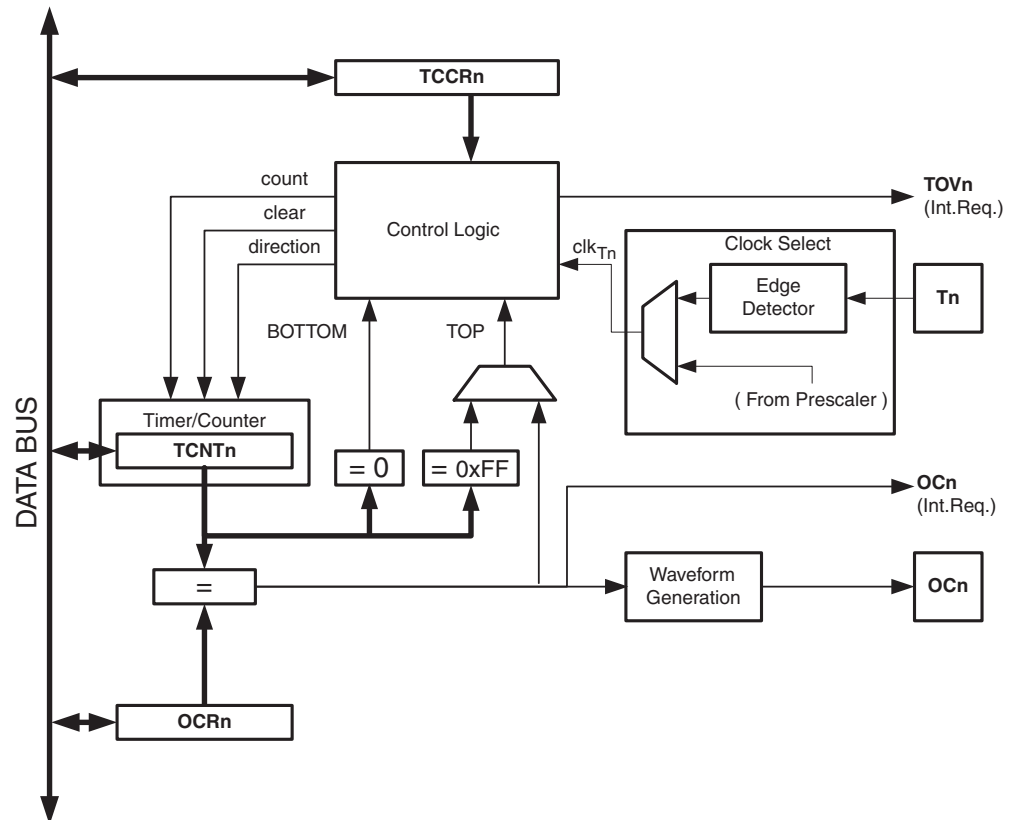 TCCRn
count
clear
direction
Control Logic
TOVn
(Int.Req.)
clkTn
Clock Select
Edge
Detector
Tn
BOTTOM
TOP
( From Prescaler )
Timer/Counter
TCNTn
DATA BUS
= 0
= 0xFF
OCn
(Int.Req.)
=
Waveform
Generation
OCn
OCRn